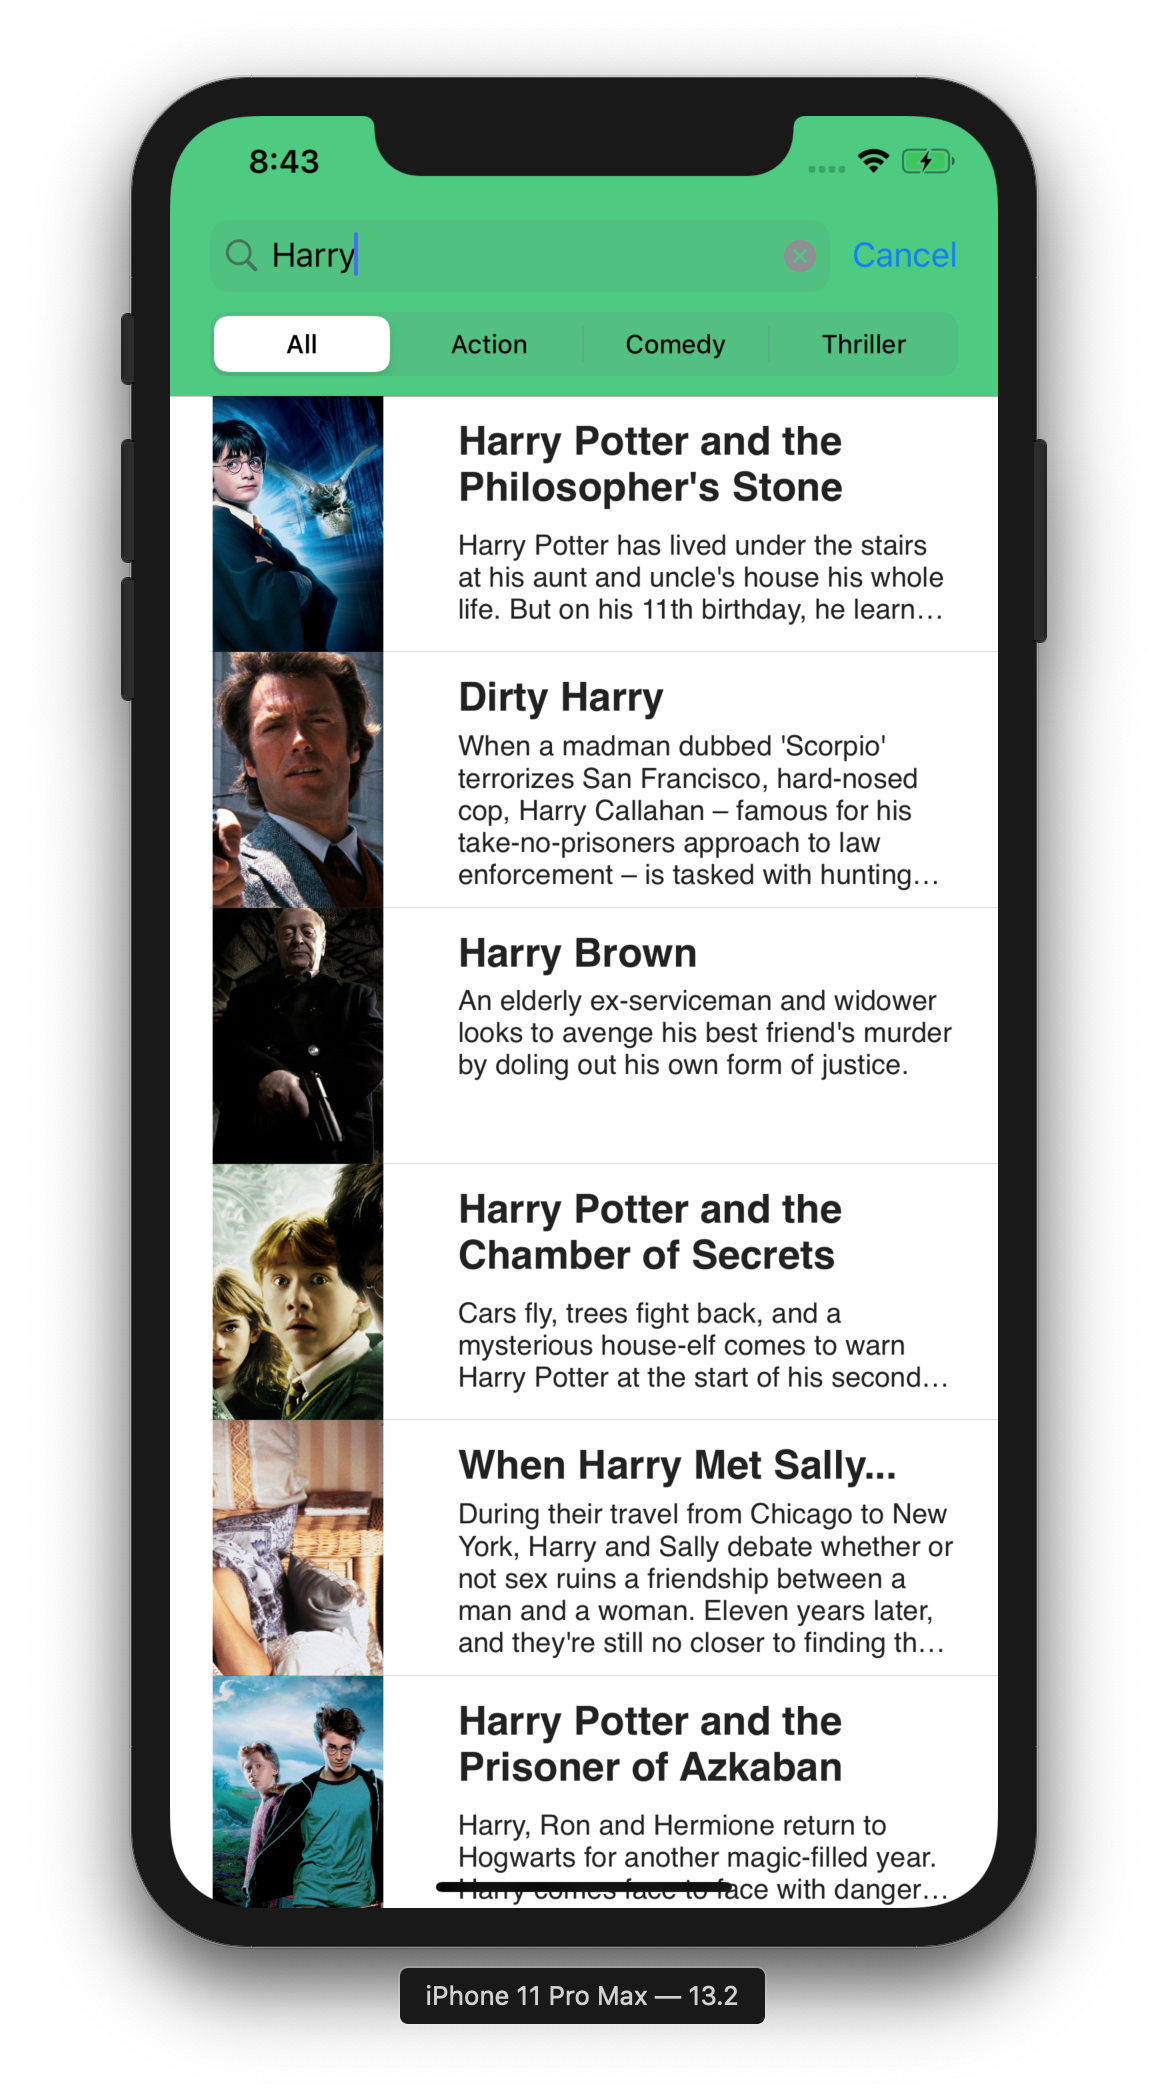 8:43
Harry
Cancel
All
Action
Comedy
Thriller
Harry Potter and the
Philosopher's Stone
Harry Potter has lived under the stairs
at his aunt and uncle's house his whole
life. But on his 11th birthday, he learn…
Dirty Harry
When a madman dubbed 'Scorpio'
terrorizes San Francisco, hard-nosed
cop, Harry Callahan – famous for his
take-no-prisoners approach to law
enforcement – is tasked with hunting…
Harry Brown
An elderly ex-serviceman and widower
looks to avenge his best friend's murder
by doling out his own form of justice.
Harry Potter and the
Chamber of Secrets
Cars fly, trees fight back, and a
mysterious house-elf comes to warn
Harry Potter at the start of his second…
When Harry Met Sally...
During their travel from Chicago to New
York, Harry and Sally debate whether or
not sex ruins a friendship between a
man and a woman. Eleven years later,
and they're still no closer to finding th…
Harry Potter and the
Prisoner of Azkaban
Harry, Ron and Hermione return to
Hogwarts for another magic-filled year.
Harry comes face to face with danger…
iPhone 11 Pro Max — 13.2